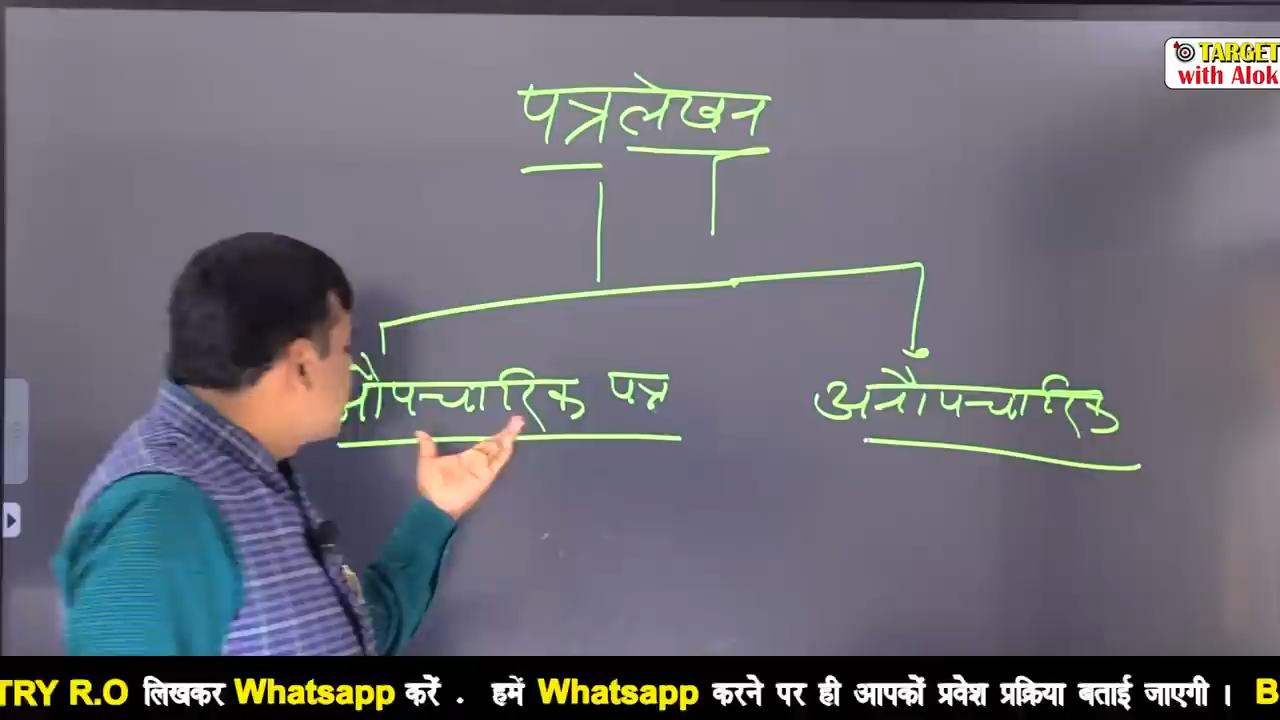 TARGET
with Alok
पत्रलेखन
औपचारिक पत्र
अनौपचारिक
TRY R.O लिखकर Whatsapp करें . हमें Whatsapp करने पर ही आपकों प्रवेश प्रक्रिया बताई जाएगी । B